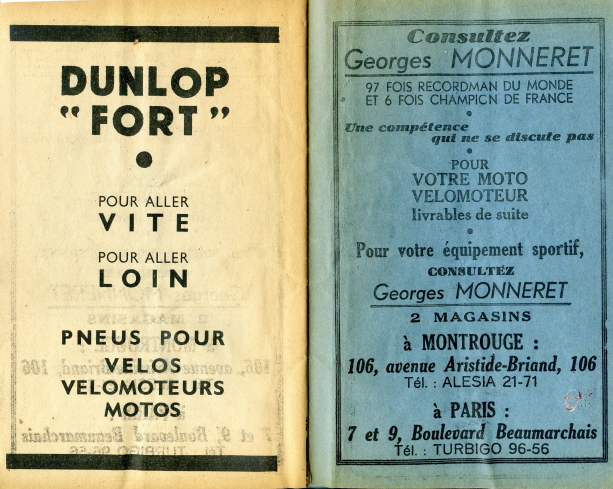 DUNLOP
"FORT"
POUR ALLER
VITE
POUR ALLER
LOIN
PNEUS POUR
VELOS
VELOMOTEURS
MOTOS
Consultez
Georges MONNERET
97 FOIS RECORDMAN DU MONDE
ET 6 FOIS CHAMPICN DE FRANCE
Une compétence
qui ne se discute pas
POUR
VOTRE MOTO
VELOMOTEUR
livrables de suite
Pour votre équipement sportif,
CONSULTEZ
Georges MONNERET
2 MAGASINS
à MONTROUGE :
106, avenue Aristide-Briand, 106
Tél. : ALESIA 21-71
à PARIS :
7 et 9, Boulevard Beaumarchais
Tél. : TURBIGO 96-56